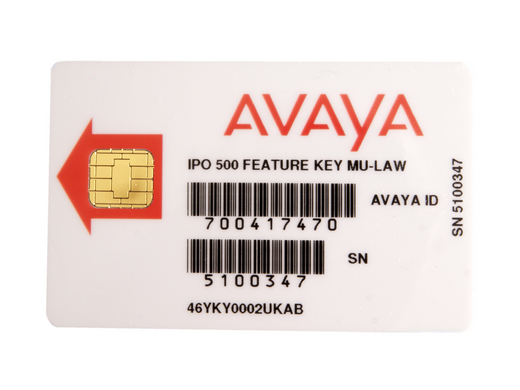 AVAYA
IPO 500 FEATURE KEY MU-LAW
AVAYA ID
700417470
SN
5100347
46YKY0002UKAB
SN 5100347